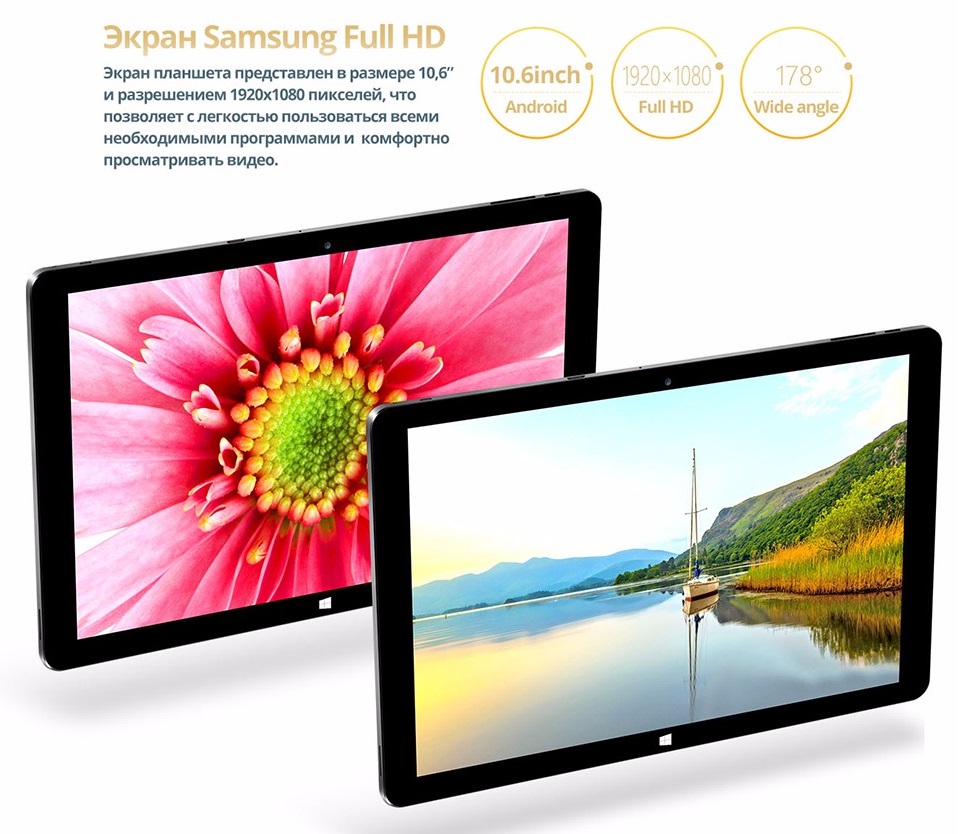 Экран Samsung Full HD
Экран планшета представлен в размере 10,6”
и разрешением 1920x1080 пикселей, что
позволяет с легкостью пользоваться всеми
необходимыми программами и комфортно
просматривать видео.
10.6inch
Android
1920×1080
Full HD
178°
Wide angle